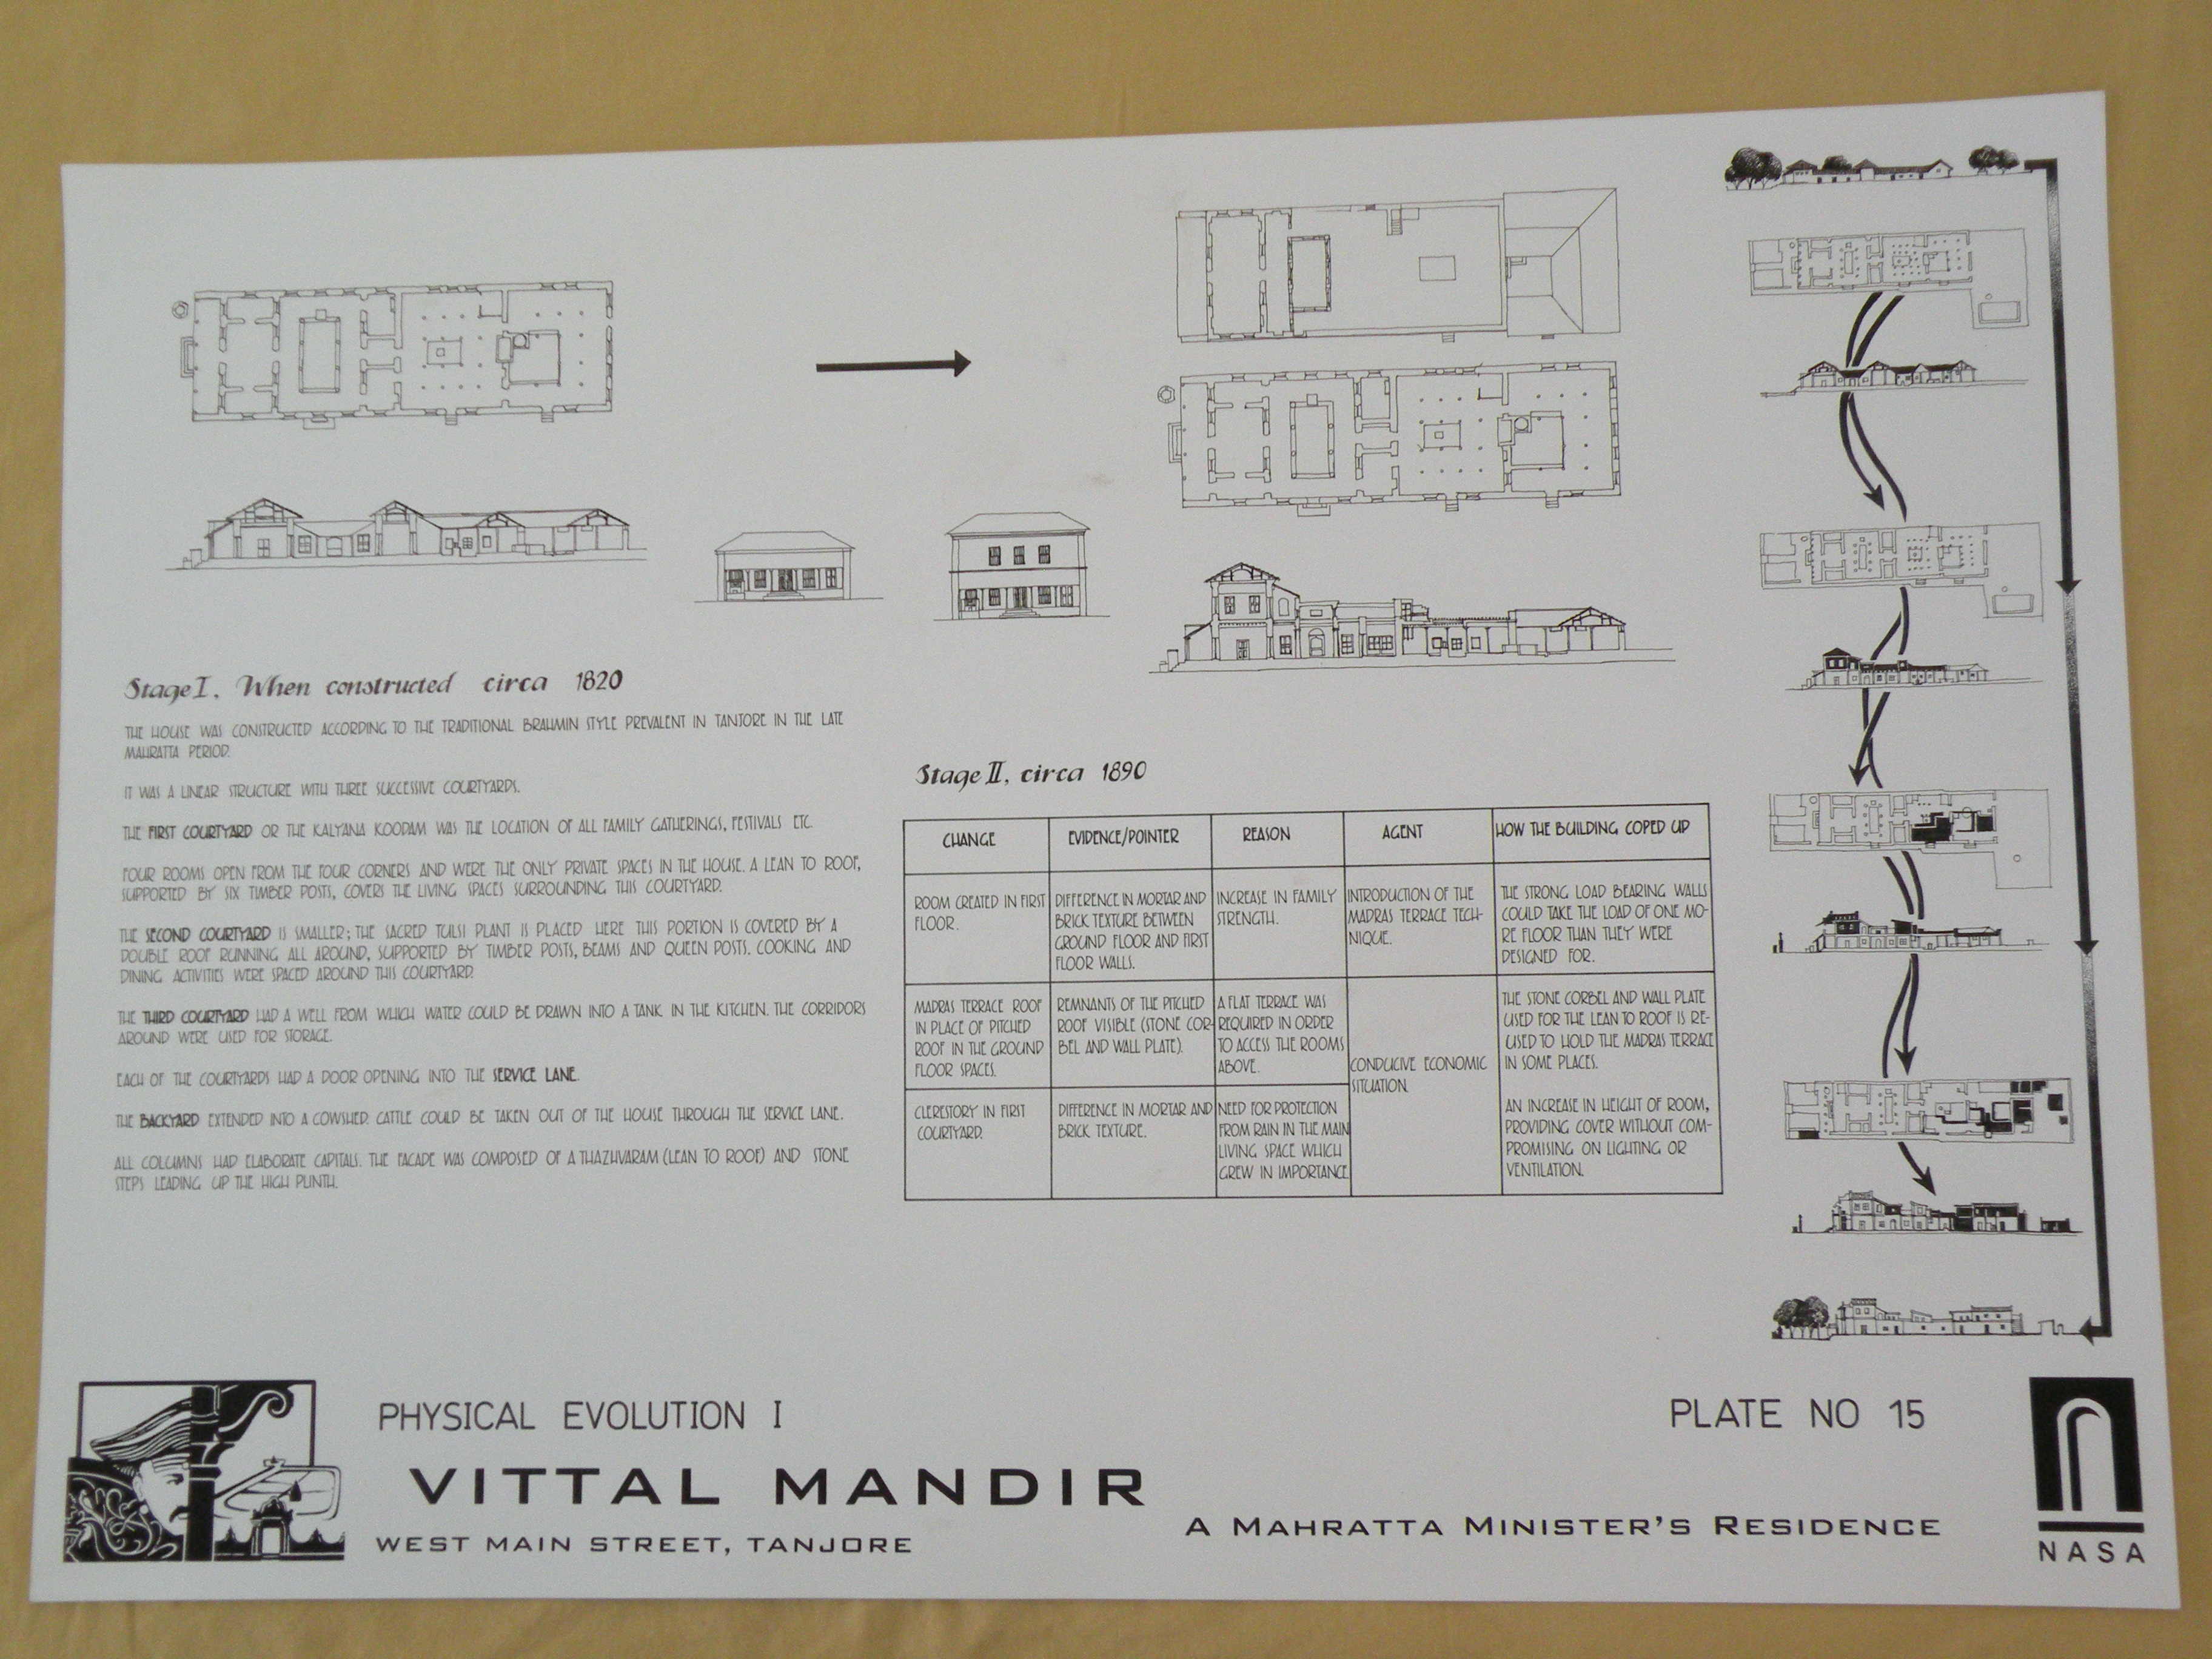 Stage I. When constructed circa 1820
THE HOUSE WAS CONSTRUCTED ACCORDING TO THE TRADITIONAL BRAHMIN STYLE PREVALENT IN TANJORE IN THE LATE
MAHRATTA PERIOD.
IT WAS A LINEAR STRUCTURE WITH THREE SUCCESSIVE COURTYARDS.
THE FIRST COURTYARD OR THE KALYANA KOODAM WAS THE LOCATION OF ALL FAMILY GATHERINGS, FESTIVALS ETC.
FOUR ROOMS OPEN FROM THE FOUR CORNERS AND WERE THE ONLY PRIVATE SPACES IN THE HOUSE. A LEAN TO ROOF,
SUPPORTED BY SIX TIMBER POSTS, COVERS THE LIVING SPACES SURROUNDING THIS COURTYARD.
THE SECOND COURTYARD IS SMALLER; THE SACRED TULSI PLANT IS PLACED HERE THIS PORTION IS COVERED BY A
DOUBLE ROOF RUNNING ALL AROUND, SUPPORTED BY TIMBER POSTS, BEAMS AND QUEEN POSTS. COOKING AND
DINING ACTIVITIES WERE SPACED AROUND THIS COURTYARD.
THE THIRD COURTYARD HAD A WELL FROM WHICH WATER COULD BE DRAWN INTO A TANK IN THE KITCHEN. THE CORRIDORS
AROUND WERE USED FOR STORAGE.
EACH OF THE COURTYARDS HAD A DOOR OPENING INTO THE SERVICE LANE.
THE BACKYARD EXTENDED INTO A COWSHED. CATTLE COULD BE TAKEN OUT OF THE HOUSE THROUGH THE SERVICE LANE.
ALL COLUMNS HAD ELABORATE CAPITALS. THE FACADE WAS COMPOSED OF A THAZHVARAM (LEAN TO ROOF) AND STONE
STEPS LEADING UP THE HIGH PLINTH.
Stage II. circa 1890
CHANGE
EVIDENCE/POINTER
REASON
AGENT
HOW THE BUILDING COPED UP
ROOM CREATED IN FIRST
FLOOR.
DIFFERENCE IN MORTAR AND
BRICK TEXTURE BETWEEN
GROUND FLOOR AND FIRST
FLOOR WALLS.
INCREASE IN FAMILY
STRENGTH.
INTRODUCTION OF THE
MADRAS TERRACE TECH-
NIQUE.
THE STRONG LOAD BEARING WALLS
COULD TAKE THE LOAD OF ONE MO-
RE FLOOR THAN THEY WERE
DESIGNED FOR.
MADRAS TERRACE ROOF
IN PLACE OF PITCHED
ROOF IN THE GROUND
FLOOR SPACES.
REMNANTS OF THE PITCHED
ROOF VISIBLE (STONE COR-
BEL AND WALL PLATE).
A FLAT TERRACE WAS
REQUIRED IN ORDER
TO ACCESS THE ROOMS
ABOVE.
CONDUCIVE ECONOMIC
SITUATION.
THE STONE CORBEL AND WALL PLATE
USED FOR THE LEAN TO ROOF IS RE-
USED TO HOLD THE MADRAS TERRACE
IN SOME PLACES.
CLERESTORY IN FIRST
COURTYARD.
DIFFERENCE IN MORTAR AND
BRICK TEXTURE.
NEED FOR PROTECTION
FROM RAIN IN THE MAIN
LIVING SPACE WHICH
GREW IN IMPORTANCE
AN INCREASE IN HEIGHT OF ROOM,
PROVIDING COVER WITHOUT COM-
PROMISING ON LIGHTING OR
VENTILATION.
PHYSICAL EVOLUTION I
PLATE NO 15
VITTAL MANDIR
A MAHRATTA MINISTER'S RESIDENCE
WEST MAIN STREET, TANJORE
NASA